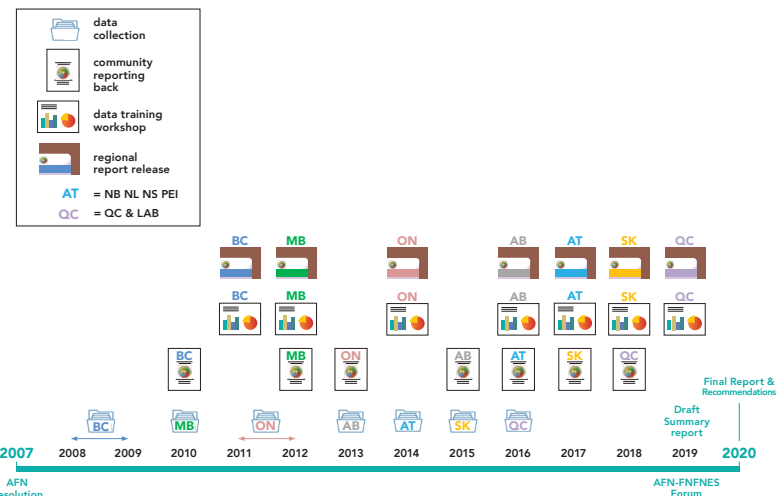 data
collection
community
reporting
back
data training
workshop
regional
report release
AT = NB NL NS PEI
QC = QC & LAB
BC MB ON AB AT SK QC
BC MB ON AB AT SK QC
BC MB ON AB AT SK QC
Final Report &
Recommendations
BC MB ON AB AT SK QC
Draft
Summary
report
2007 2008 2009 2010 2011 2012 2013 2014 2015 2016 2017 2018 2019 2020
AFN
AFN-FNFNES
Forum